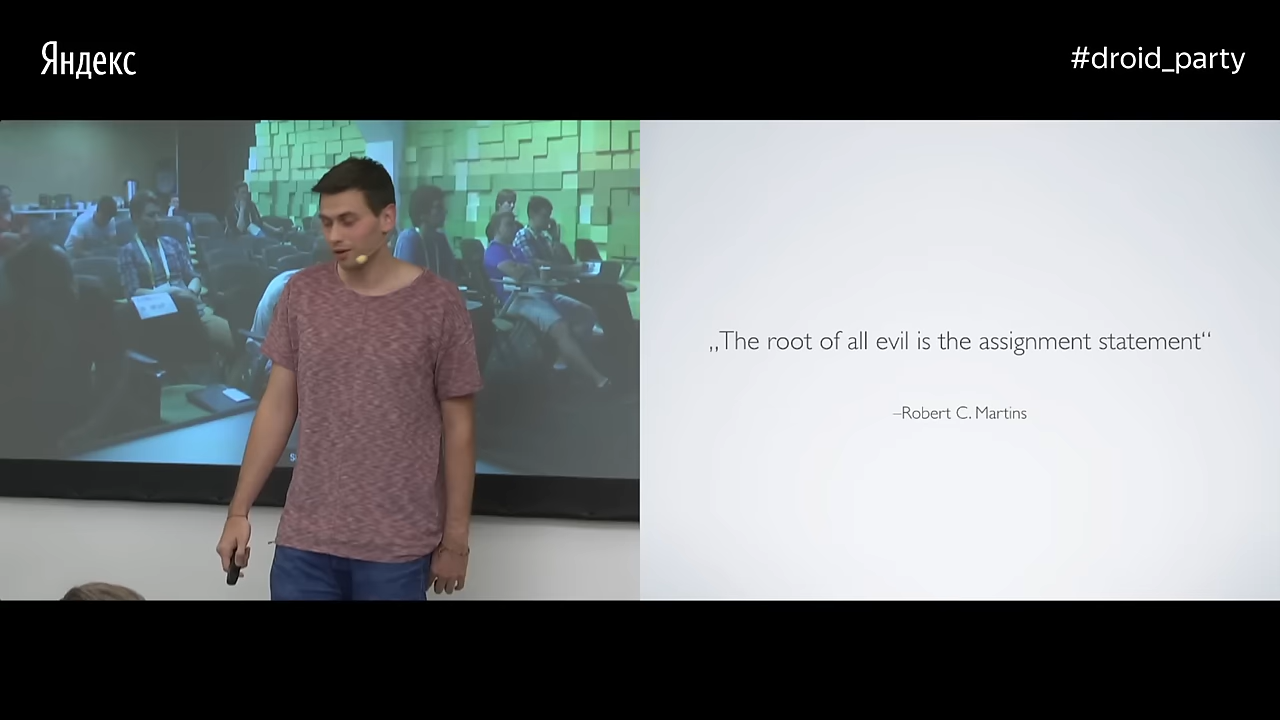 Яндекс
#droid_party
„The root of all evil is the assignment statement“
–Robert C. Martins